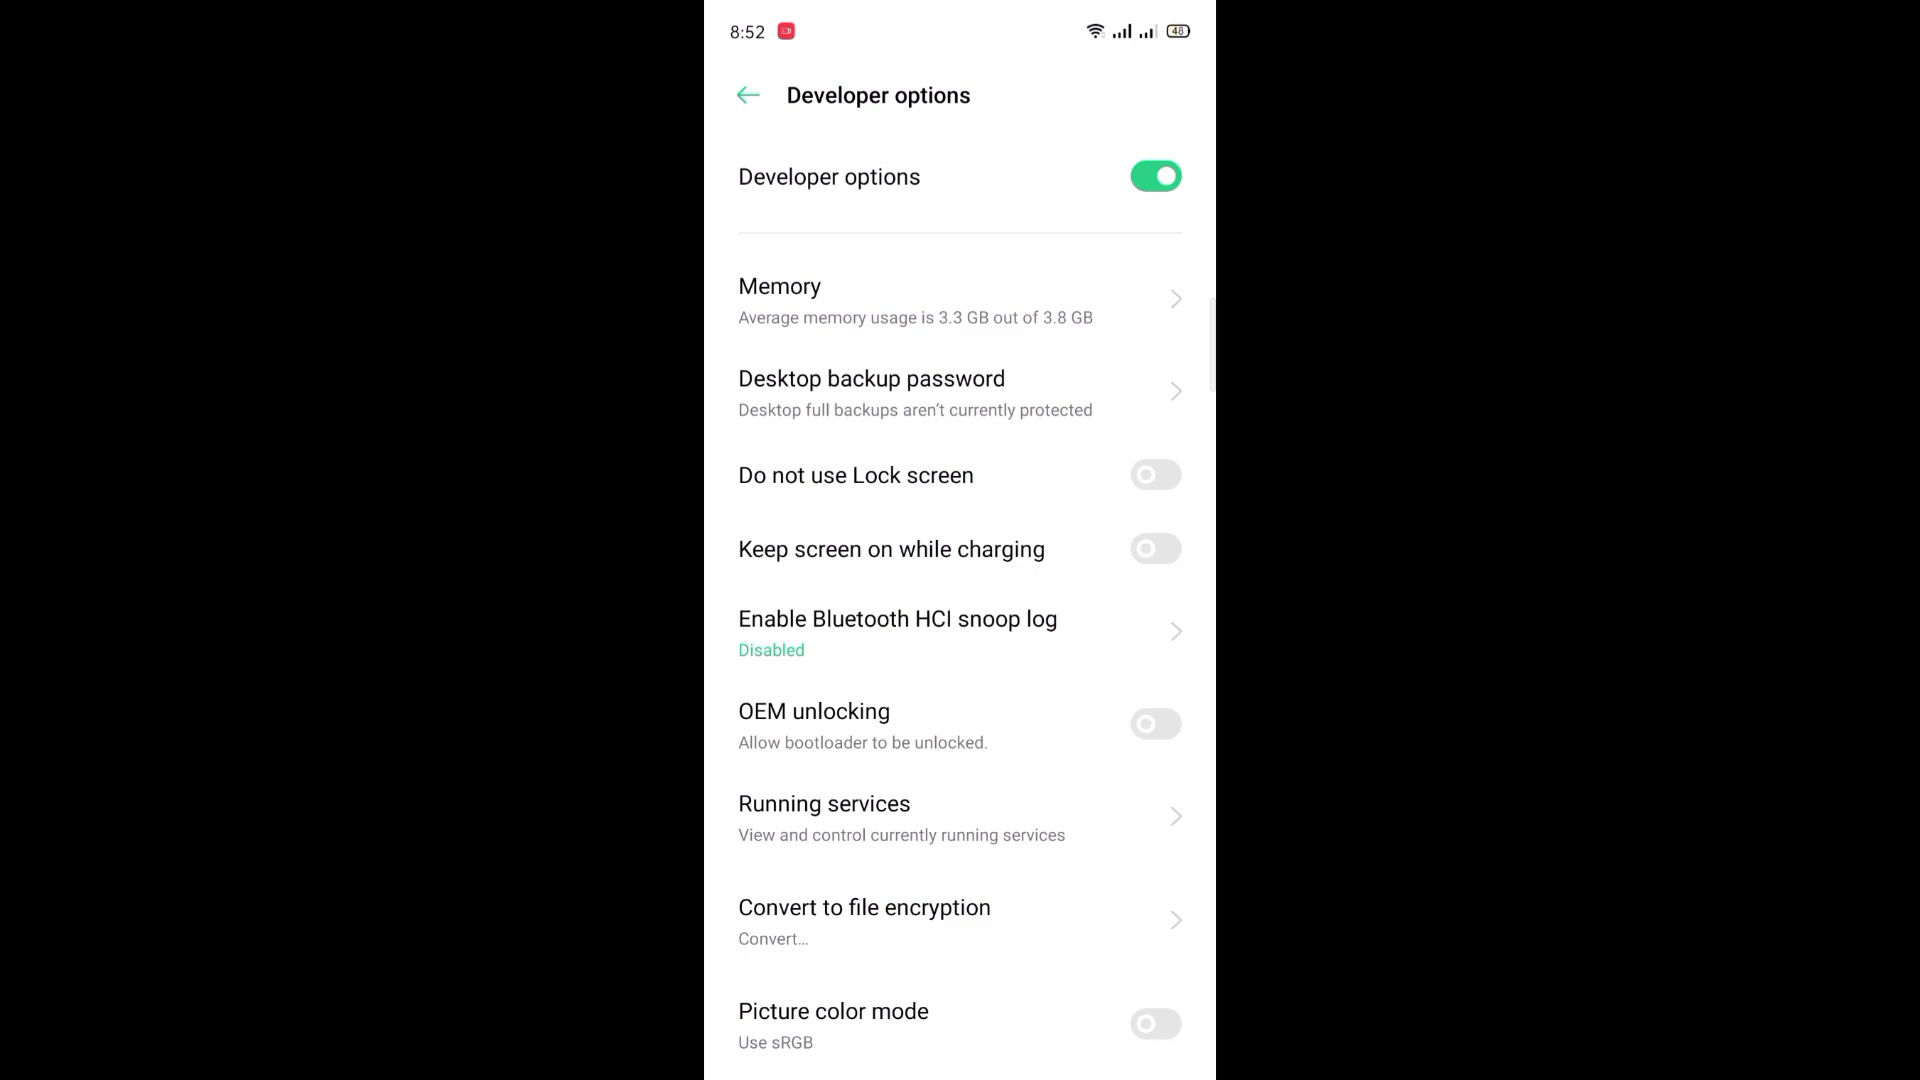 8:52
48
Developer options
Developer options
Memory
Average memory usage is 3.3 GB out of 3.8 GB
Desktop backup password
Desktop full backups aren't currently protected
Do not use Lock screen
Keep screen on while charging
Enable Bluetooth HCI snoop log
Disabled
OEM unlocking
Allow bootloader to be unlocked.
Running services
View and control currently running services
Convert to file encryption
Convert...
Picture color mode
Use sRGB